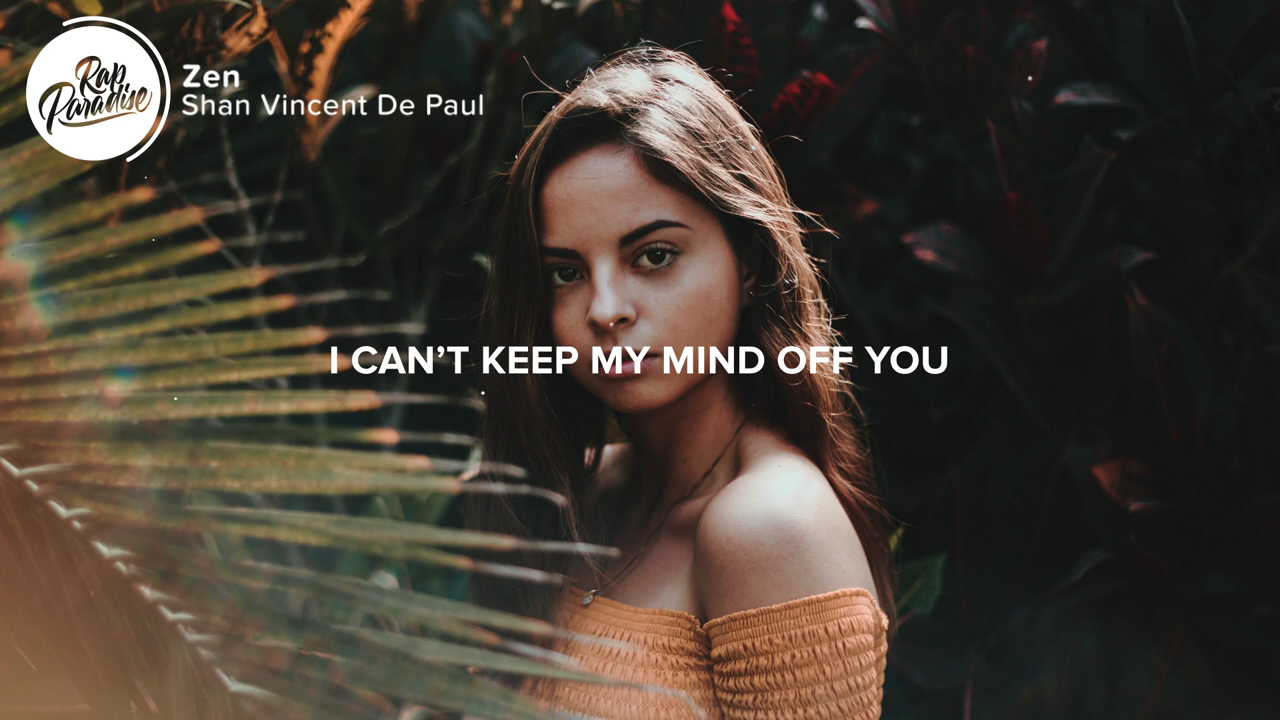 Rap
Paradise
Zen
Shan Vincent De Paul
I CAN’T KEEP MY MIND OFF YOU